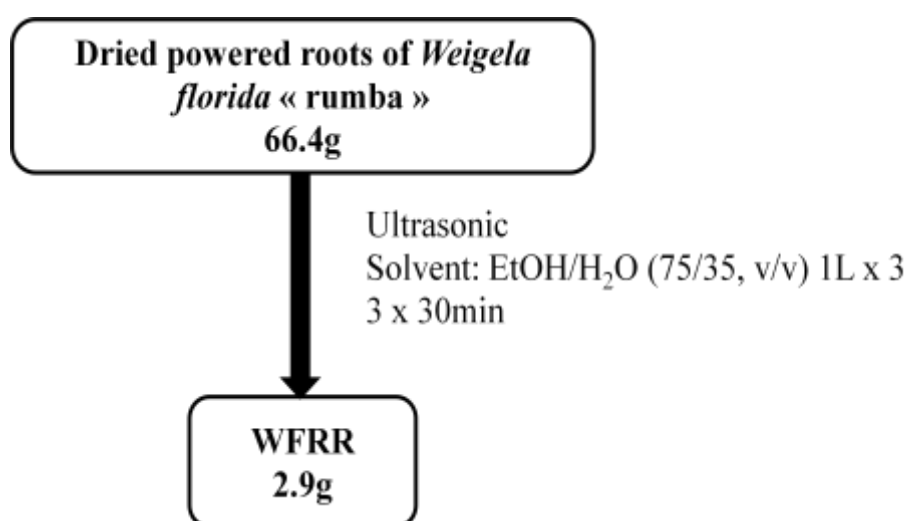 Dried powered roots of Weigela
florida « rumba »
66.4g
Ultrasonic
Solvent: EtOH/H₂O (75/35, v/v) 1L x 3
3 x 30min
WFRR
2.9g